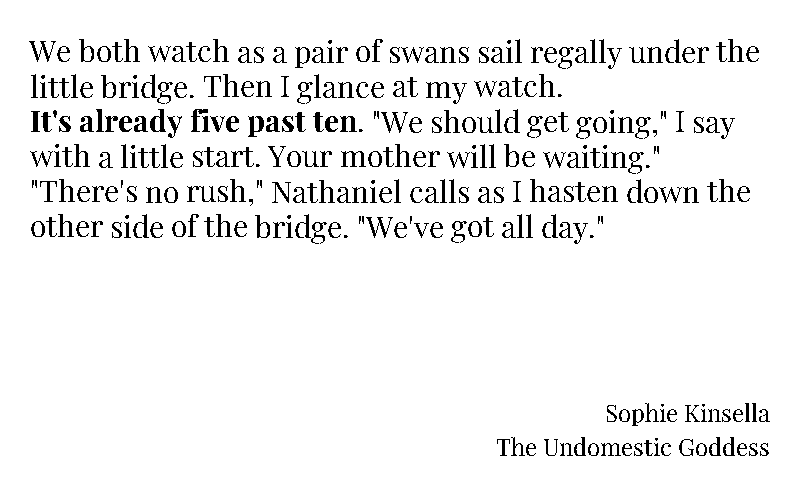 We both watch as a pair of swans sail regally under the
little bridge. Then I glance at my watch.
It's already five past ten. "We should get going," I say
with a little start. Your mother will be waiting."
"There's no rush," Nathaniel calls as I hasten down the
other side of the bridge. "We've got all day."
Sophie Kinsella
The Undomestic Goddess